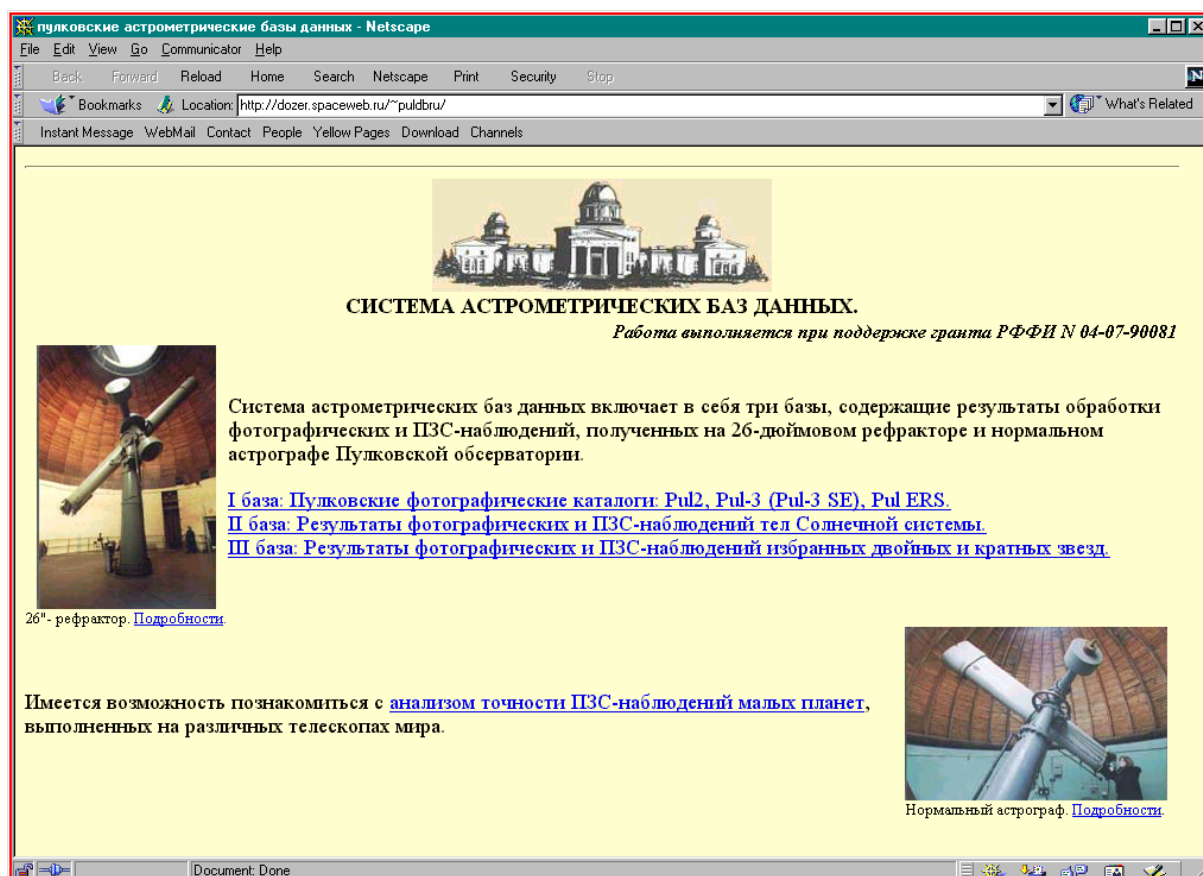 пулковские астрометрические базы данных - Netscape
File Edit View Go Communicator Help
Back Forward Reload Home Search Netscape Print Security Stop
Bookmarks Location: http://dozer.spaceweb.ru/~puldbru/ What's Related
Instant Message WebMail Contact People Yellow Pages Download Channels
СИСТЕМА АСТРОМЕТРИЧЕСКИХ БАЗ ДАННЫХ.
Работа выполняется при поддержке гранта РФФИ N 04-07-90081
Система астрометрических баз данных включает в себя три базы, содержащие результаты обработки
фотографических и ПЗС-наблюдений, полученных на 26-дюймовом рефракторе и нормальном
астрографе Пулковской обсерватории.
I база: Пулковские фотографические каталоги: Pul2, Pul-3 (Pul-3 SE), Pul ERS.
II база: Результаты фотографических и ПЗС-наблюдений тел Солнечной системы.
III база: Результаты фотографических и ПЗС-наблюдений избранных двойных и кратных звезд.
26"- рефрактор. Подробности.
Имеется возможность познакомиться с анализом точности ПЗС-наблюдений малых планет,
выполненных на различных телескопах мира.
Нормальный астрограф. Подробности.
Document: Done